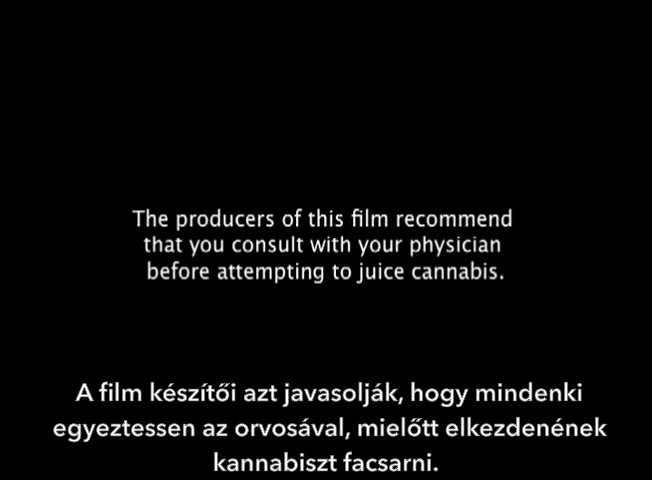 The producers of this film recommend
that you consult with your physician
before attempting to juice cannabis.
A film készítői azt javasolják, hogy mindenki
egyeztessen az orvosával, mielőtt elkezdenének
kannabiszt facsarni.